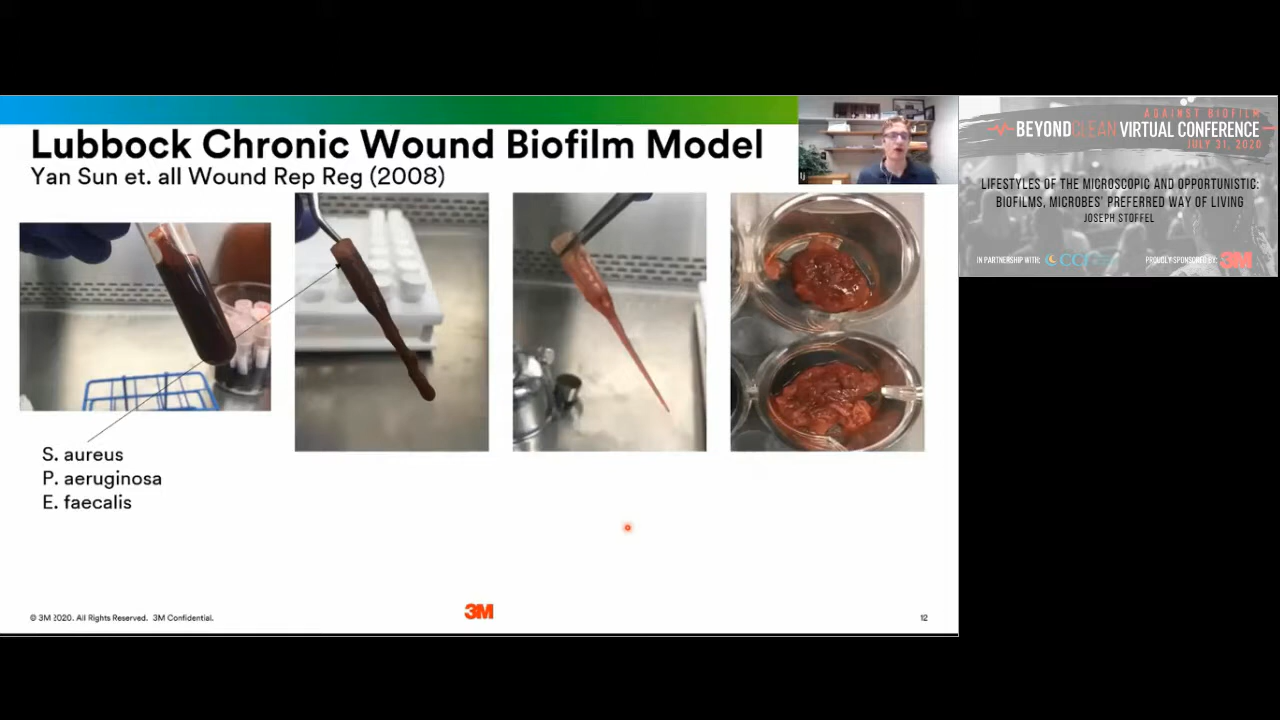 Lubbock Chronic Wound Biofilm Model
Yan Sun et. all Wound Rep Reg (2008)
S. aureus
P. aeruginosa
E. faecalis
© 3M 2020. All Rights Reserved. 3M Confidential.
3M
12
AGAINST BIOFILM
BEYOND CLEAN VIRTUAL CONFERENCE
JULY 31, 2020
LIFESTYLES OF THE MICROSCOPIC AND OPPORTUNISTIC:
BIOFILMS, MICROBES' PREFERRED WAY OF LIVING
JOSEPH STOFFEL
IN PARTNERSHIP WITH:
PROUDLY SPONSORED BY: 3M